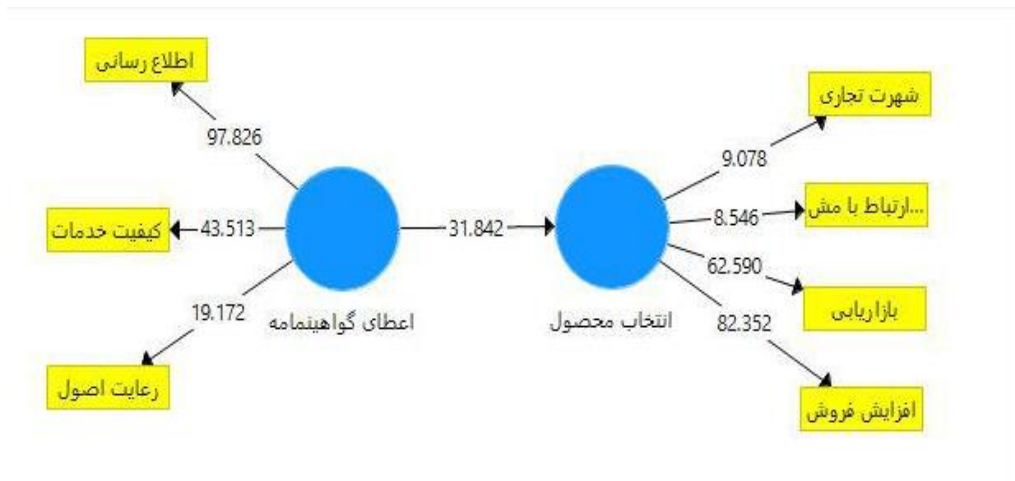 اطلاع رسانی
97.826
کیفیت خدمات
43.513
رعایت اصول
19.172
اعطای گواهینمامه
31.842
انتخاب محصول
شهرت تجاری
9.078
ارتباط با مش...
8.546
بازاریابی
62.590
افزایش فروش
82.352